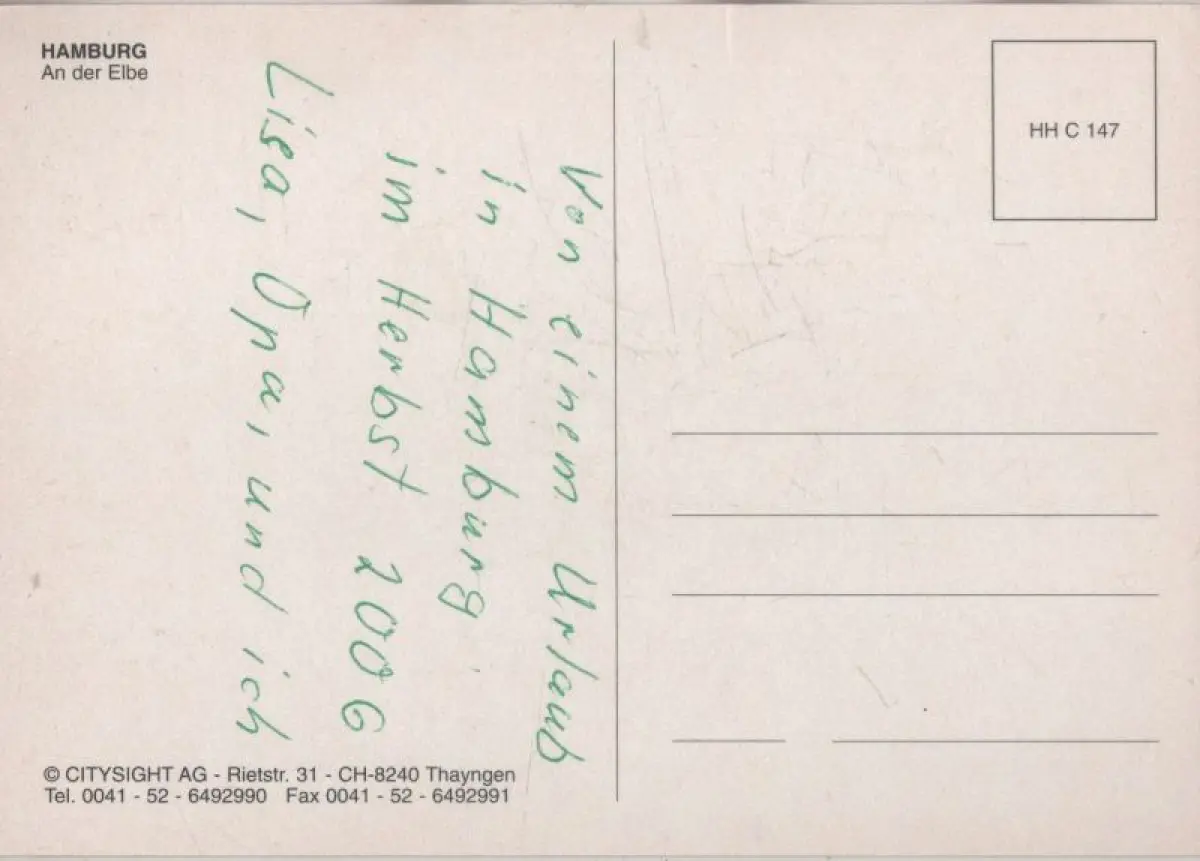 HAMBURG
An der Elbe
Von einem Urlaub
in Hamburg
im Herbst 2006
Lisa, Opa, und ich
© CITYSIGHT AG - Rietstr. 31 - CH-8240 Thayngen
Tel. 0041 - 52 - 6492990 Fax 0041 - 52 - 6492991
HH C 147